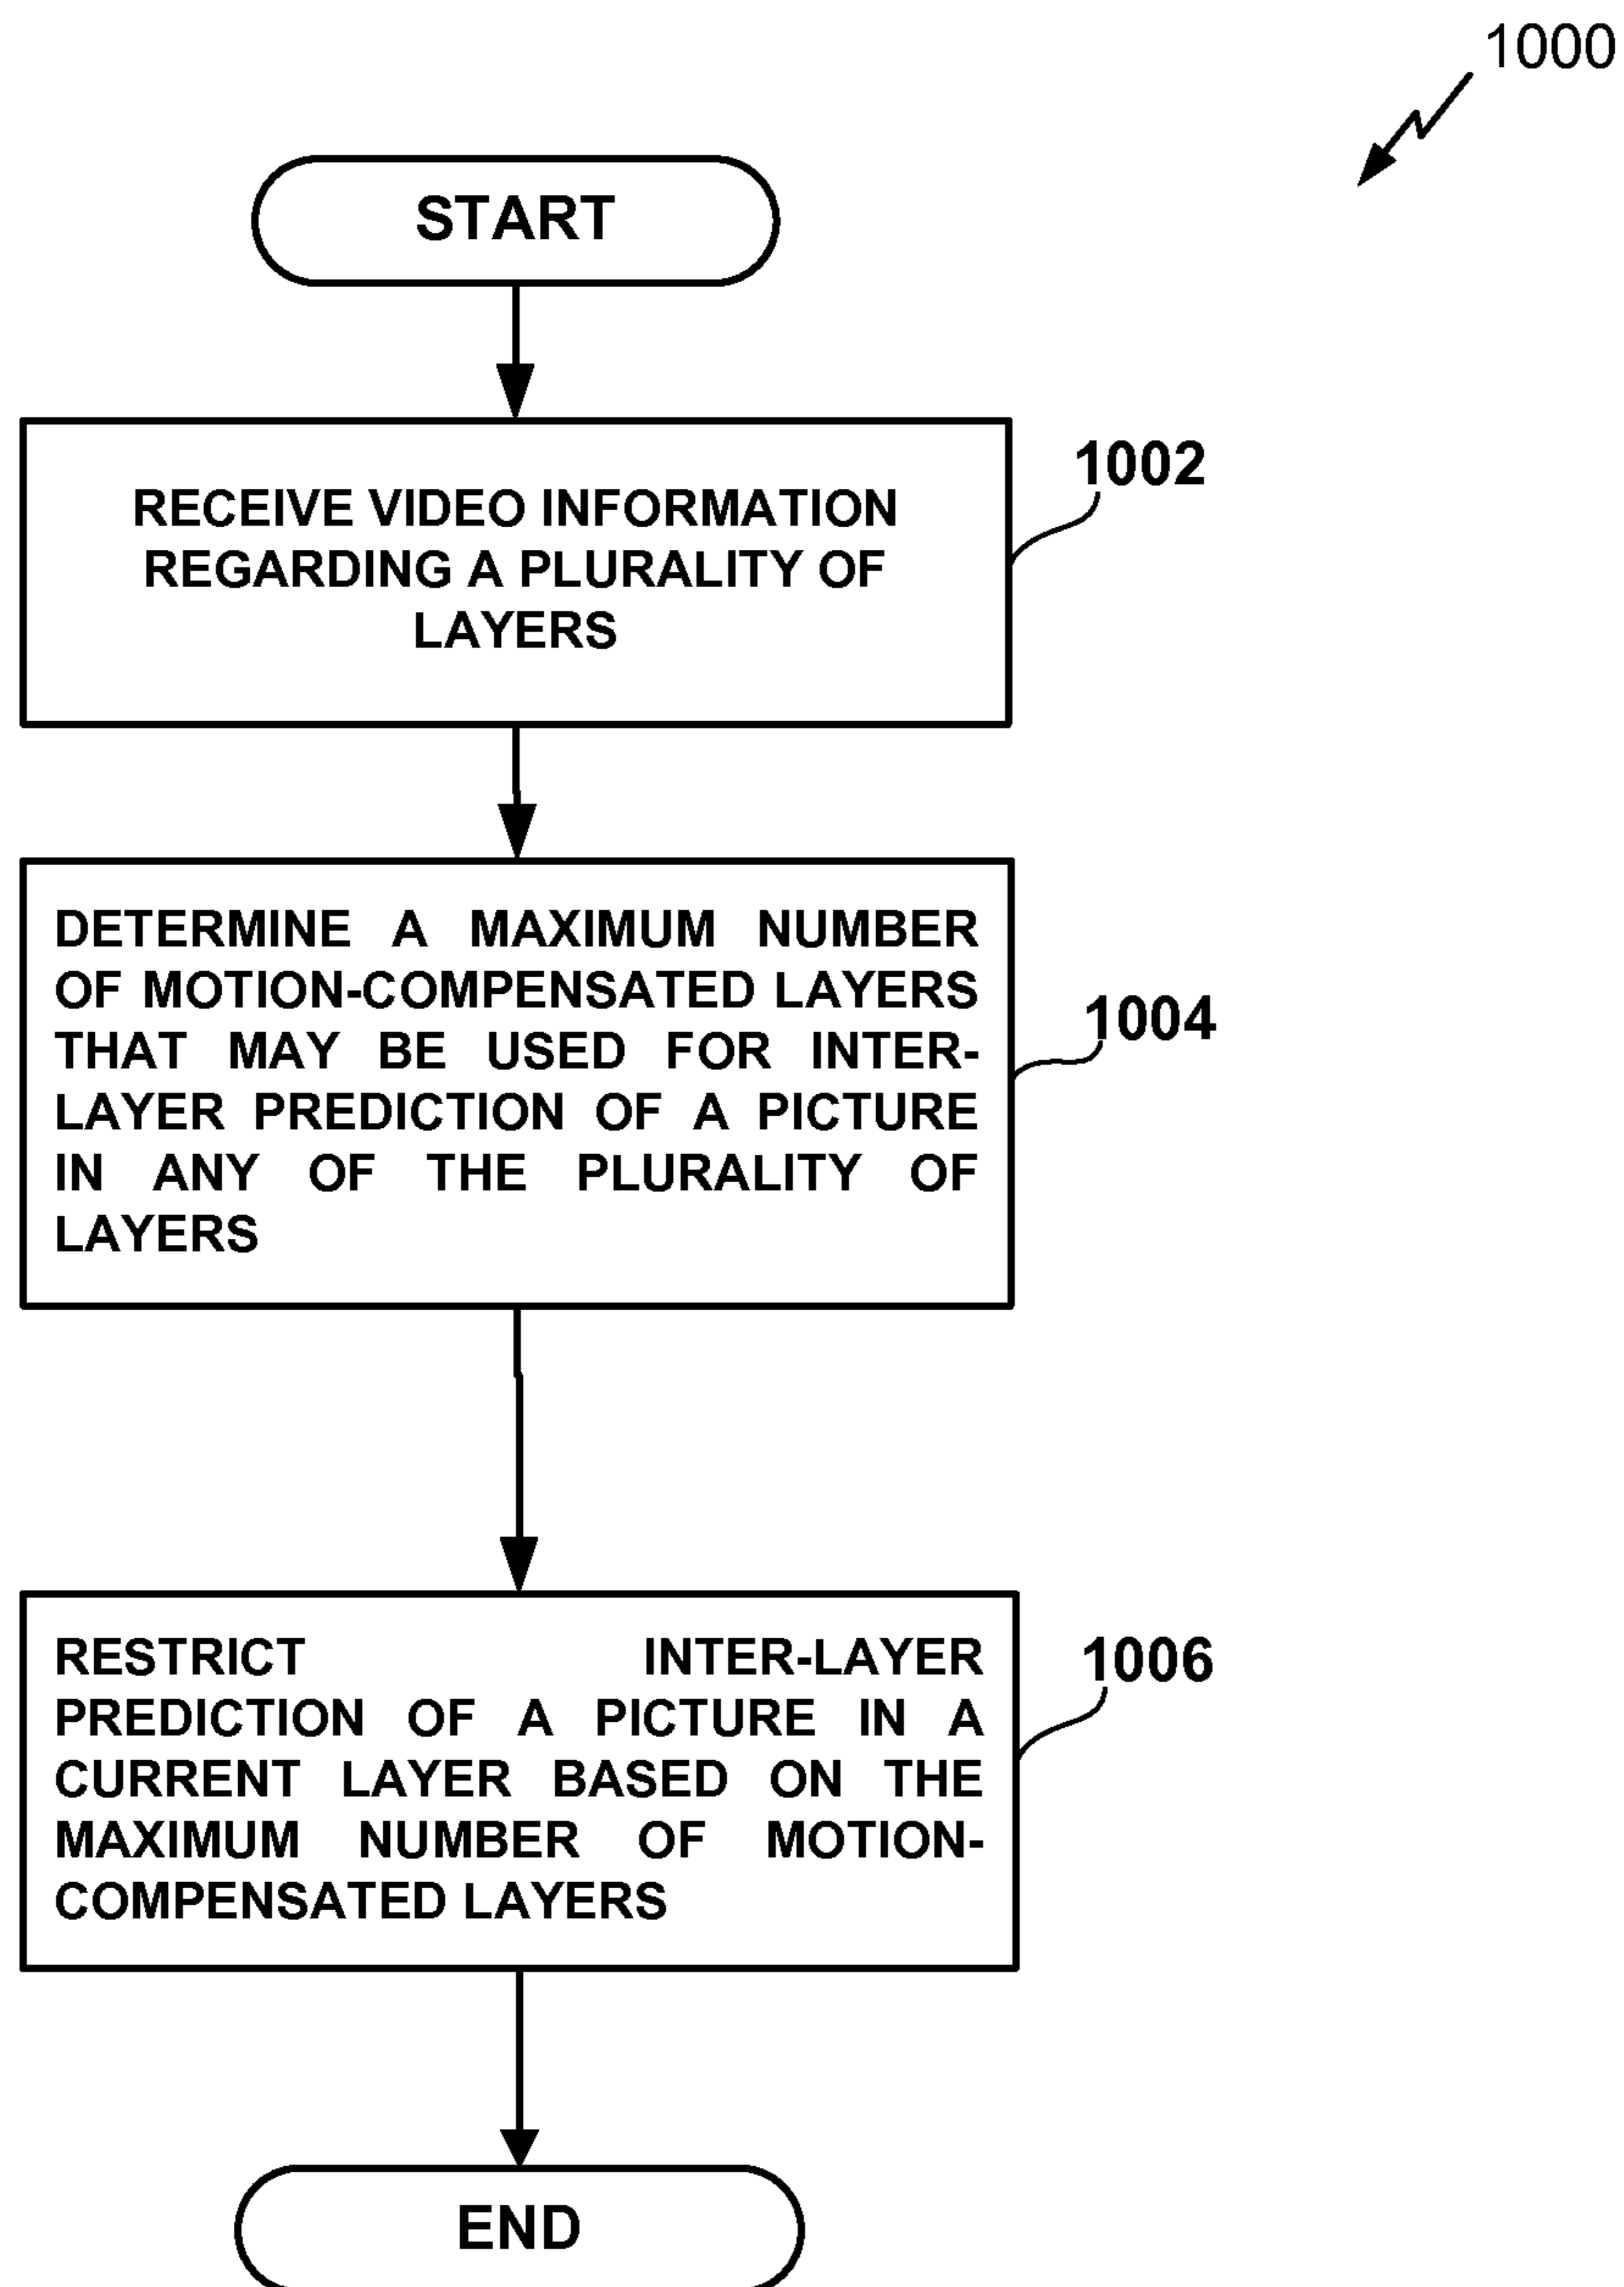 1000
START
RECEIVE VIDEO INFORMATION
REGARDING A PLURALITY OF
LAYERS
1002
DETERMINE A MAXIMUM NUMBER
OF MOTION-COMPENSATED LAYERS
THAT MAY BE USED FOR INTER-
LAYER PREDICTION OF A PICTURE
IN ANY OF THE PLURALITY OF
LAYERS
1004
RESTRICT INTER-LAYER
PREDICTION OF A PICTURE IN A
CURRENT LAYER BASED ON THE
MAXIMUM NUMBER OF MOTION-
COMPENSATED LAYERS
1006
END